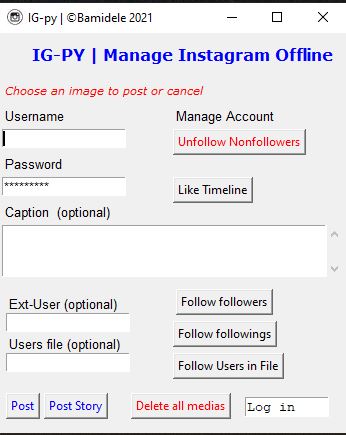 IG-py | ©Bamidele 2021
IG-PY | Manage Instagram Offline
Choose an image to post or cancel
Username
Manage Account
Unfollow Nonfollowers
Password
*********
Like Timeline
Caption (optional)
Ext-User (optional)
Follow followers
Follow followings
Users file (optional)
Follow Users in File
Post
Post Story
Delete all medias
Log in